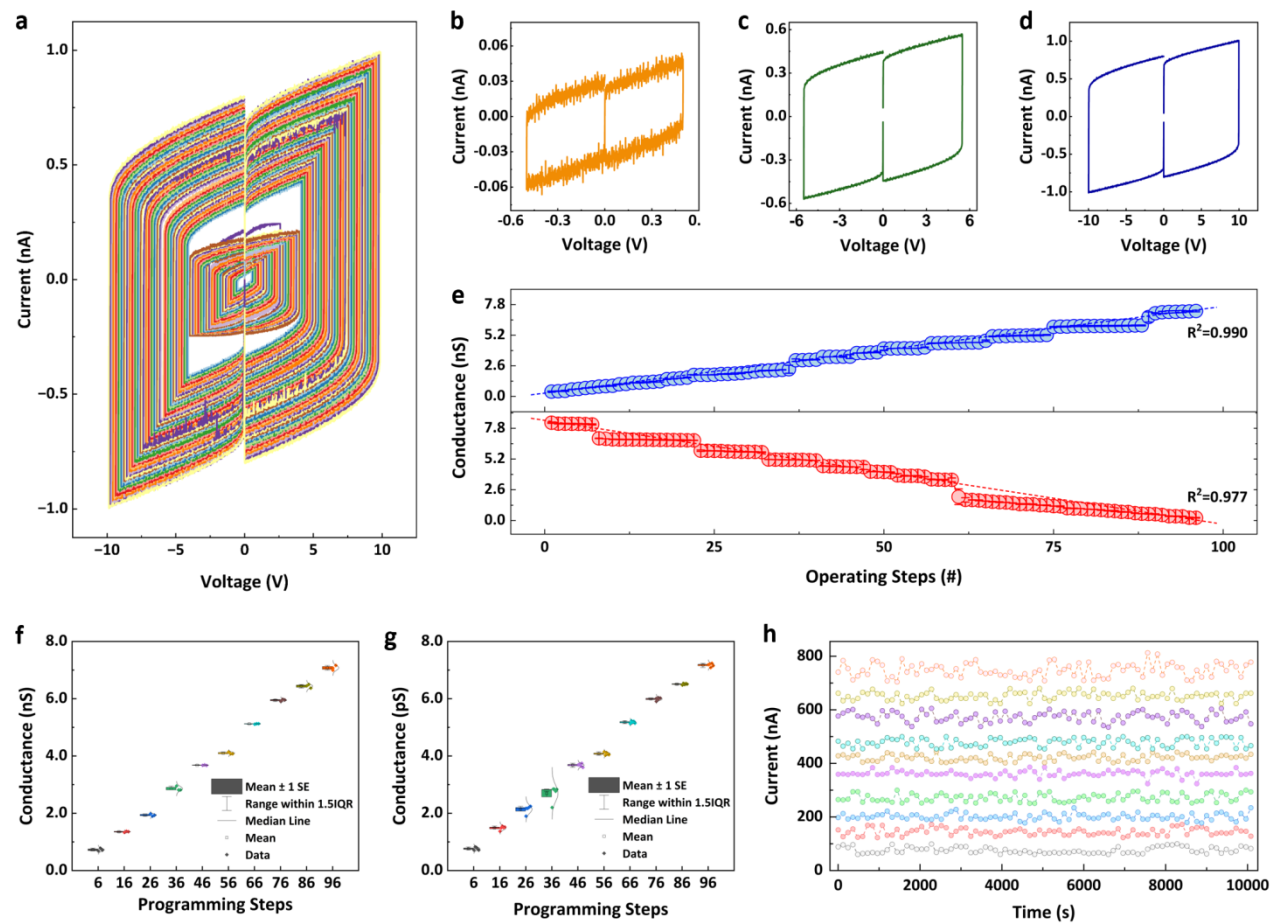 a
1.0
0.5
0.0
−0.5
−1.0
Current (nA)
−10
−5
0
5
10
Voltage (V)
b
0.06
0.03
0.00
-0.03
-0.06
Current (nA)
-0.6
-0.3
0.0
0.3
0.
Voltage (V)
c
0.6
0.3
0.0
-0.3
-0.6
Current (nA)
-6
-3
0
3
6
Voltage (V)
d
1.0
0.5
0.0
-0.5
-1.0
Current (nA)
-10
-5
0
5
10
Voltage (V)
e
7.8
5.2
2.6
0.0
R²=0.990
7.8
5.2
2.6
0.0
R²=0.977
Conductance (nS)
0
25
50
75
100
Operating Steps (#)
f
8.0
6.0
4.0
2.0
0.0
Conductance (nS)
Mean ± 1 SE
Range within 1.5IQR
Median Line
Mean
Data
6 16 26 36 46 56 66 76 86 96
Programming Steps
g
8.0
6.0
4.0
2.0
0.0
Conductance (pS)
Mean ± 1 SE
Range within 1.5IQR
Median Line
Mean
Data
6 16 26 36 46 56 66 76 86 96
Programming Steps
h
800
600
400
200
0
Current (nA)
0 2000 4000 6000 8000 10000
Time (s)